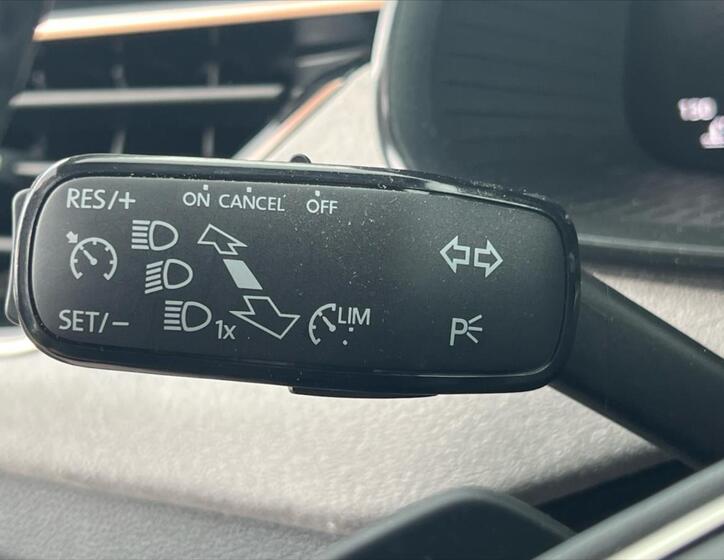 RES/+
ON CANCEL OFF
SET/-
1x
LIM
P